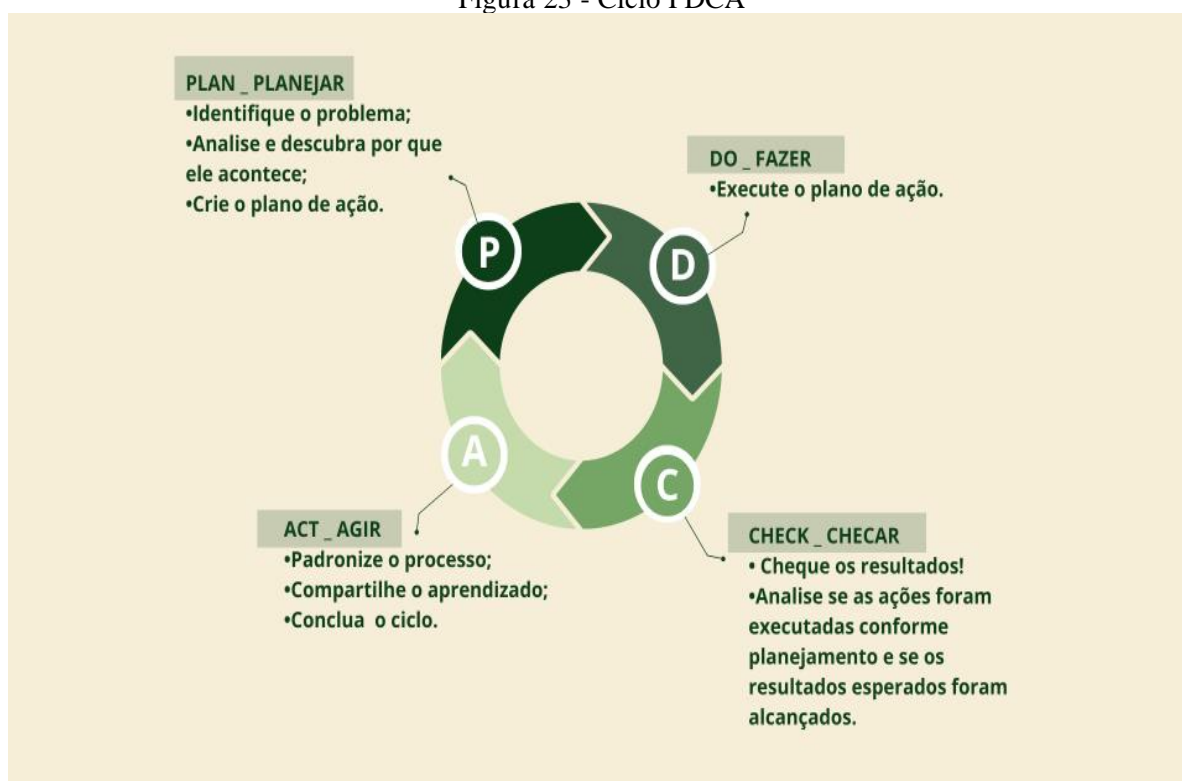 Figura 23 - Ciclo PDCA
PLAN _ PLANEJAR
•Identifique o problema;
•Analise e descubra por que
ele acontece;
•Crie o plano de ação.
DO _ FAZER
•Execute o plano de ação.
P
D
A
C
ACT _ AGIR
•Padronize o processo;
•Compartilhe o aprendizado;
•Conclua o ciclo.
CHECK _ CHECAR
• Cheque os resultados!
•Analise se as ações foram
executadas conforme
planejamento e se os
resultados esperados foram
alcançados.